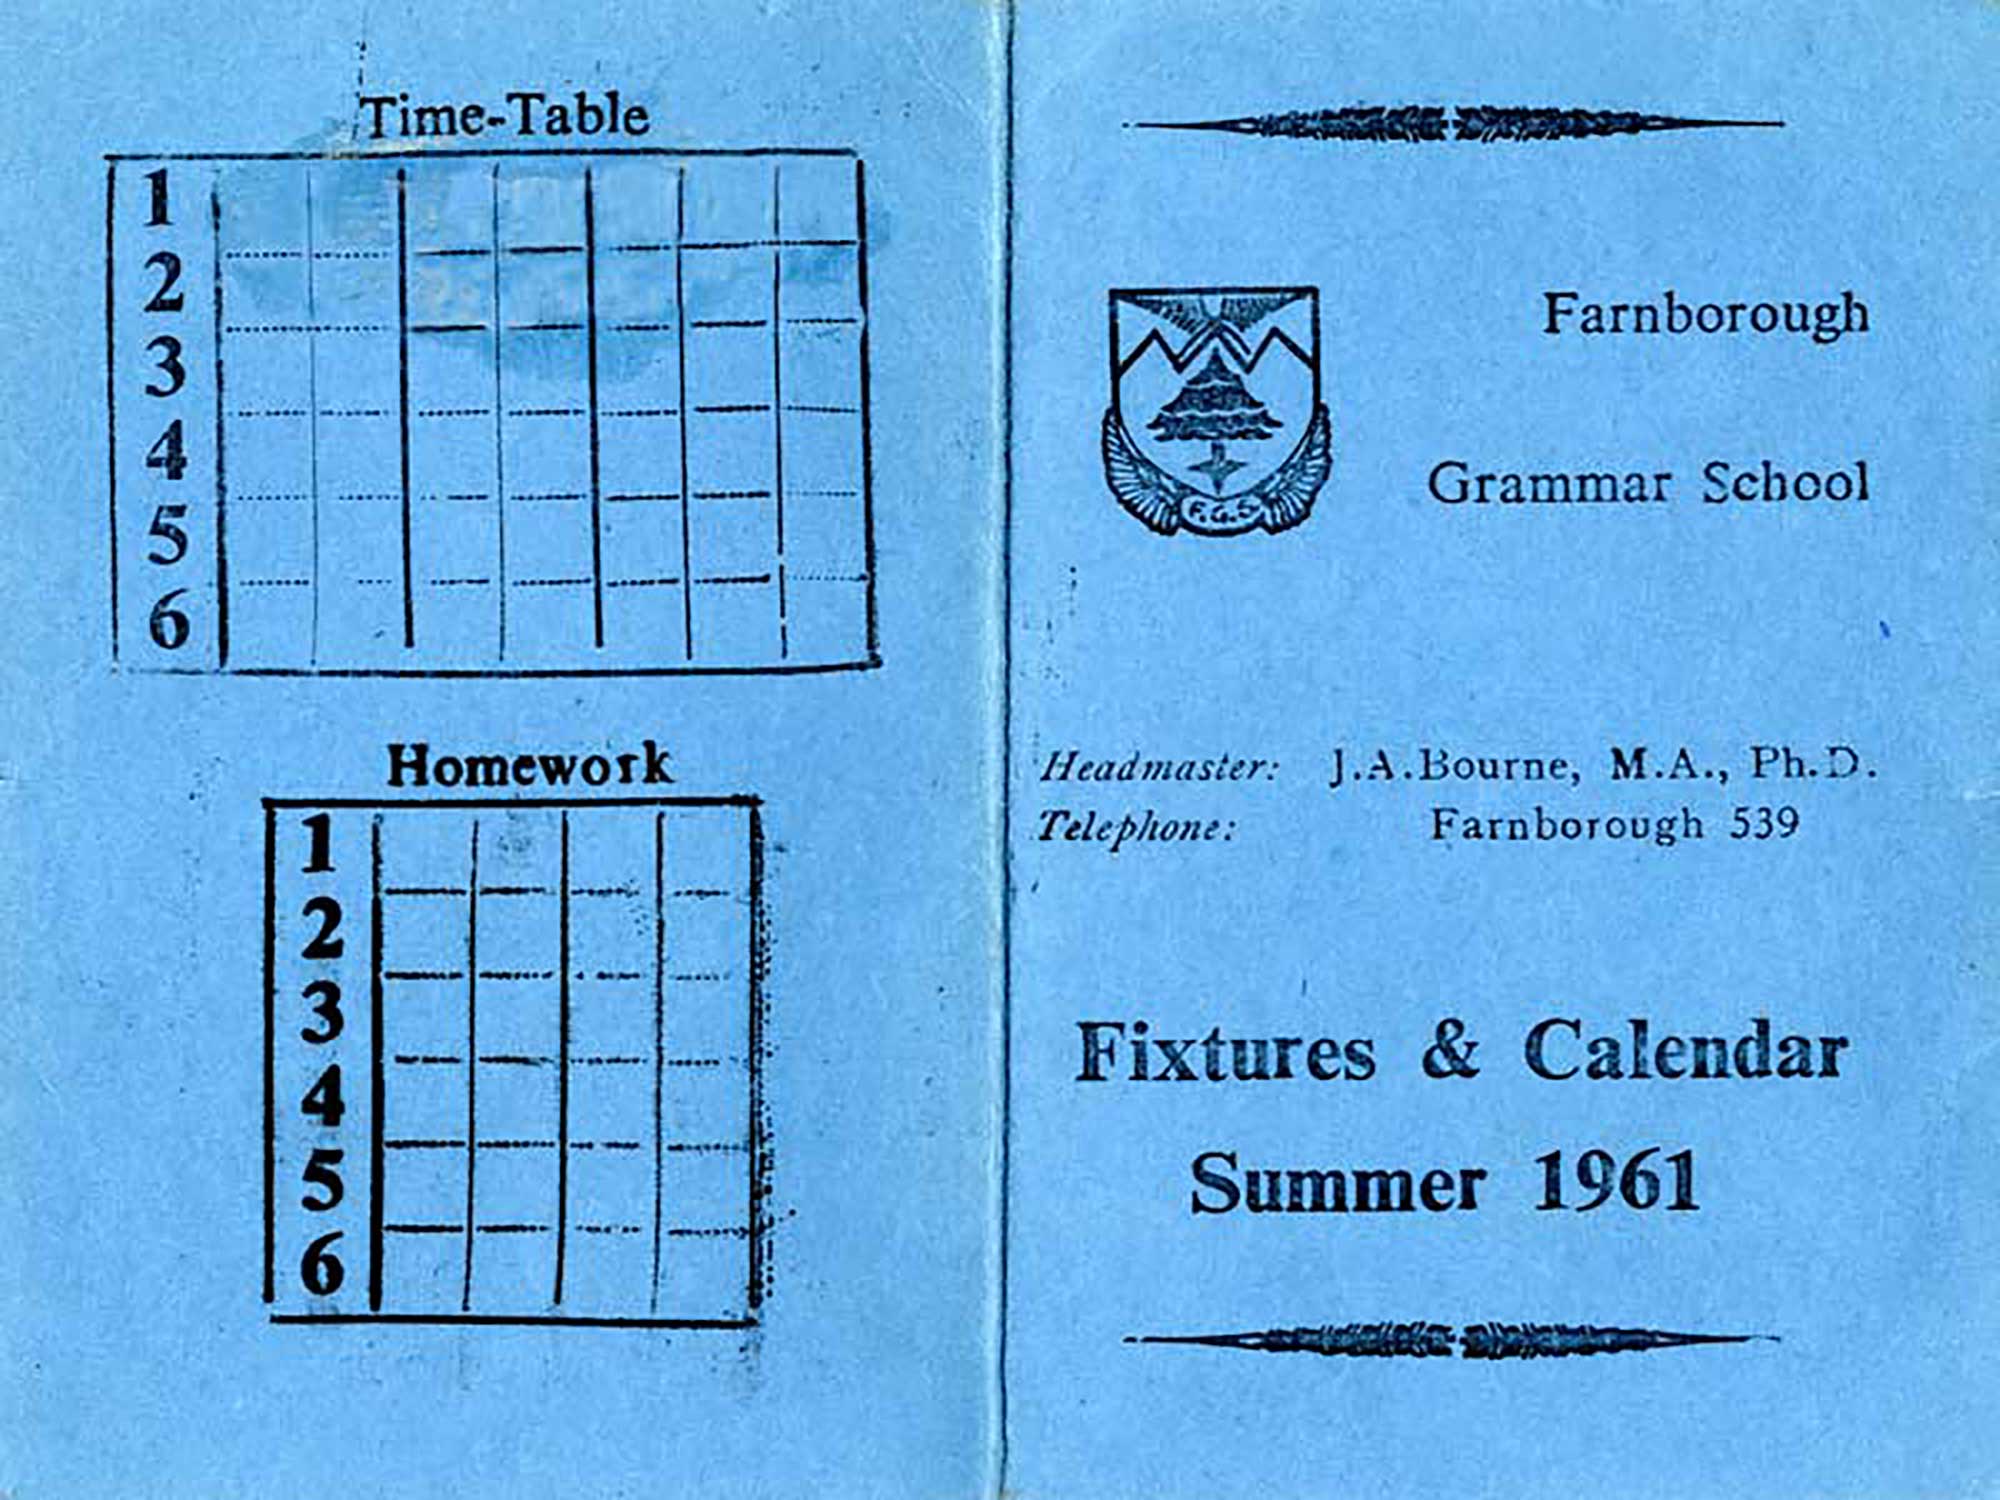 Time-Table
1
2
3
4
5
6
Homework
1
2
3
4
5
6
Farnborough
Grammar School
F.G.S
Headmaster: J.A.Bourne, M.A., Ph.D.
Telephone: Farnborough 539
Fixtures & Calendar
Summer 1961